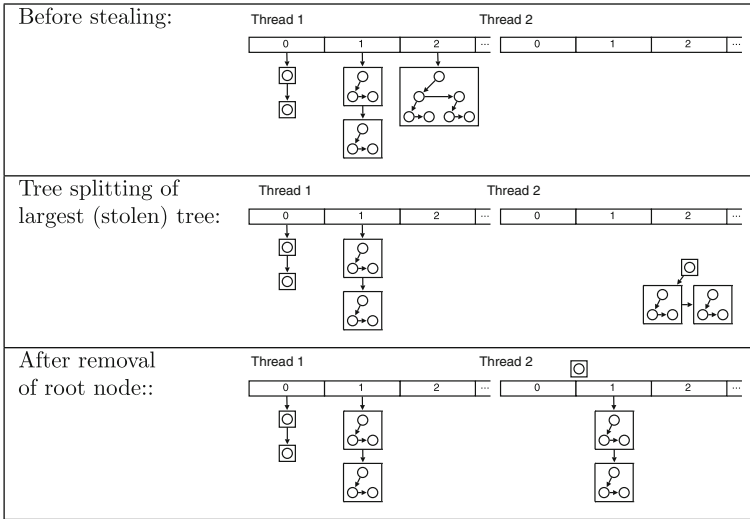 Before stealing:
Thread 1
Thread 2
0 1 2 ... 0 1 2 ...
Tree splitting of
largest (stolen) tree:
Thread 1
Thread 2
0 1 2 ... 0 1 2 ...
After removal
of root node::
Thread 1
Thread 2
0 1 2 ... 0 1 2 ...